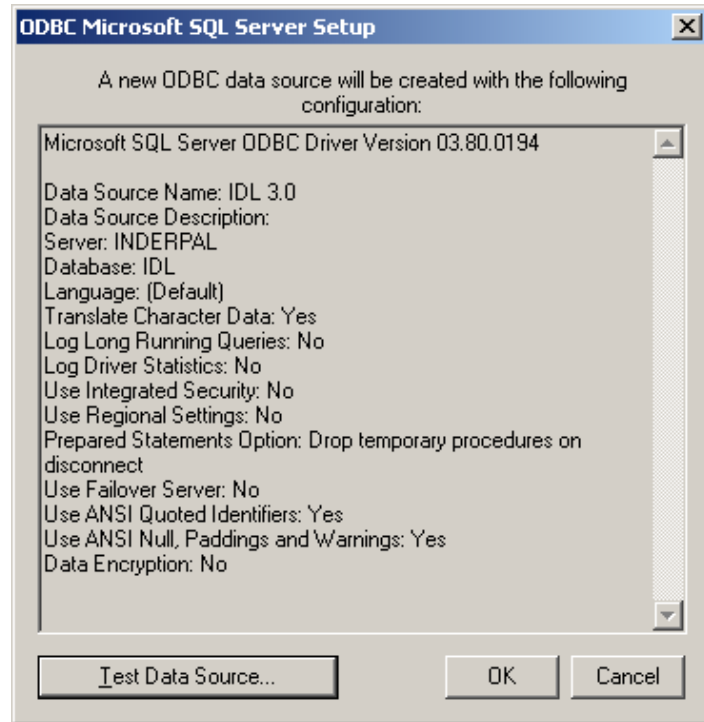 ODBC Microsoft SQL Server Setup
A new ODBC data source will be created with the following
configuration:
Microsoft SQL Server ODBC Driver Version 03.80.0194
Data Source Name: IDL 3.0
Data Source Description:
Server: INDERPAL
Database: IDL
Language: (Default)
Translate Character Data: Yes
Log Long Running Queries: No
Log Driver Statistics: No
Use Integrated Security: No
Use Regional Settings: No
Prepared Statements Option: Drop temporary procedures on
disconnect
Use Failover Server: No
Use ANSI Quoted Identifiers: Yes
Use ANSI Null, Paddings and Warnings: Yes
Data Encryption: No
Test Data Source... OK Cancel